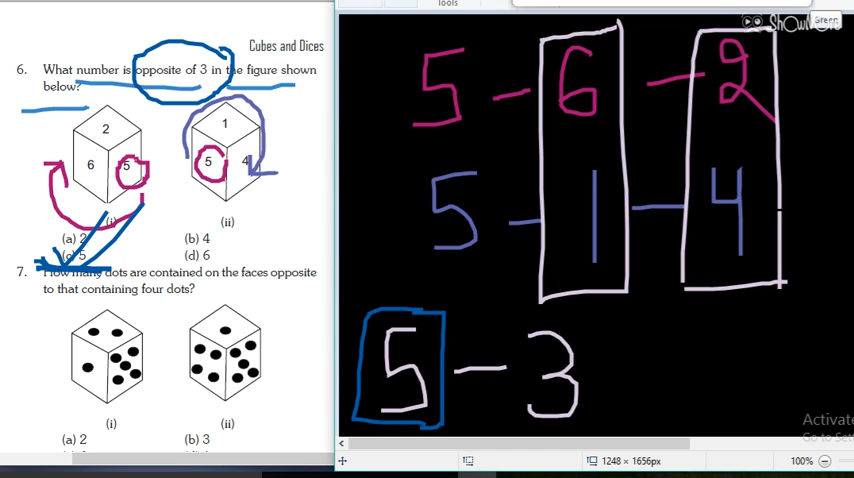 Tools
Green
ShowMore
Cubes and Dices
6. What number is opposite of 3 in the figure shown
below?
2
6 5
1
5 4
(i) (ii)
(a) 2 (b) 4
(c) 5 (d) 6
7. How many dots are contained on the faces opposite
to that containing four dots?
(i) (ii)
(a) 2 (b) 3
5 - 6 - 2
5 - 1 - 4
5 - 3
Activate
1248 × 1656px
100%